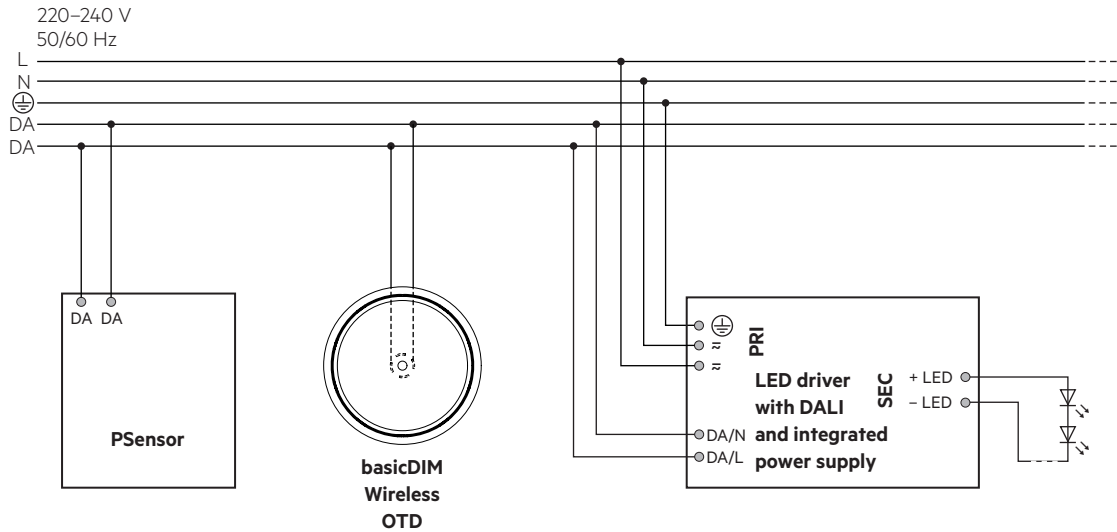 220–240 V
50/60 Hz
L
N
DA
DA
DA DA
PSensor
basicDIM
Wireless
OTD
PRI
LED driver
with DALI
and integrated
power supply
SEC
+ LED
– LED
DA/N
DA/L